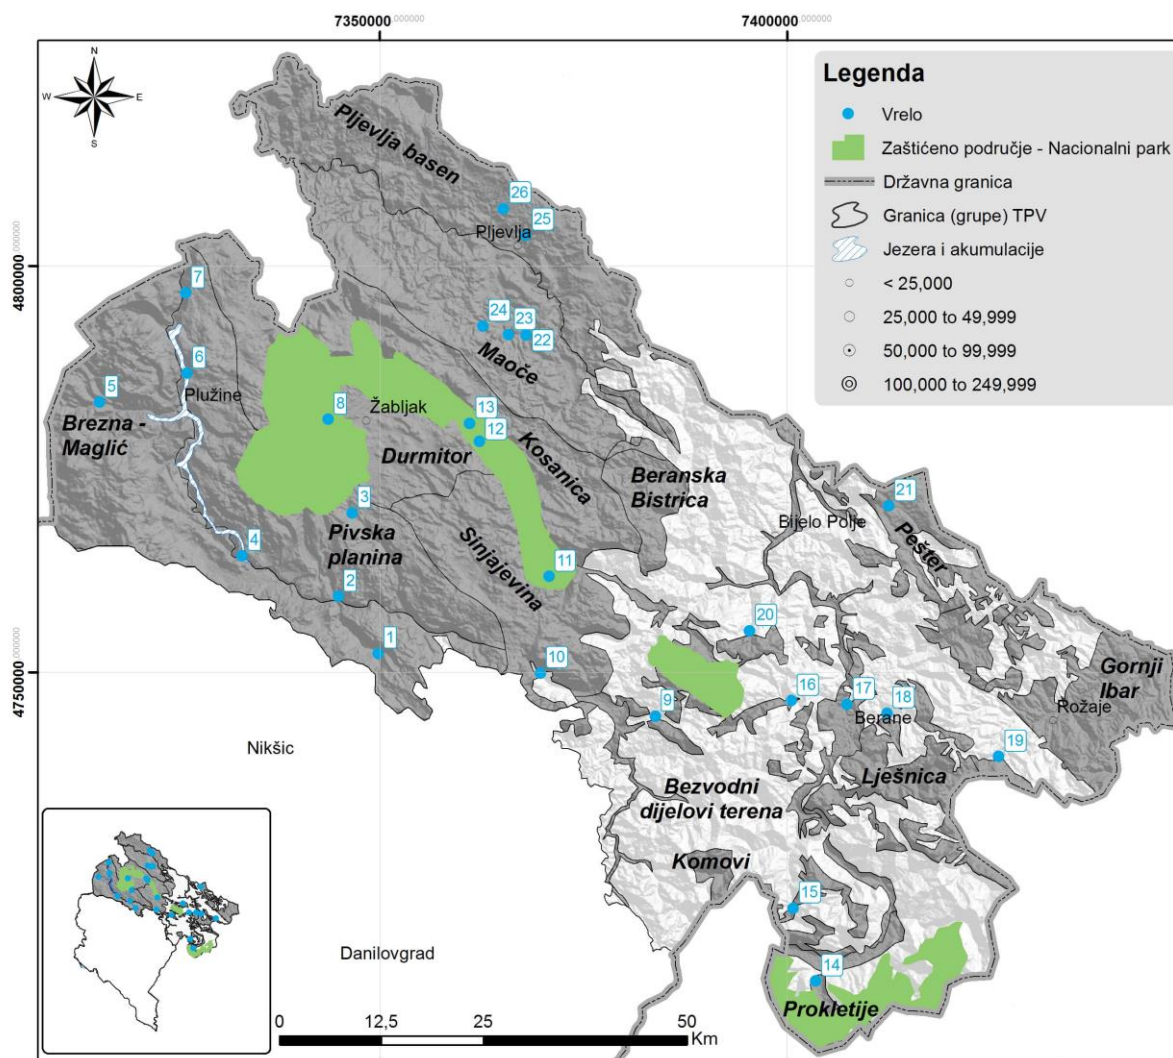 7350000,000000
7400000,000000
N
W
E
S
Legenda
Vrelo
Zaštićeno područje - Nacionalni park
Državna granica
Granica (grupe) TPV
Jezera i akumulacije
< 25,000
25,000 to 49,999
50,000 to 99,999
100,000 to 249,999
4800000,000000
4750000,000000
Pljevlja basen
26
25
Pljevlja
7
24
23
22
Maoče
6
5
Plužine
Brezna -
Maglić
8
Žabljak
13
12
Durmitor
Kosanica
Beranska
Bistrica
3
Pivska
planina
21
Bijelo Polje
Pešter
4
Sinjajevina
11
2
20
1
10
Gornji
Ibar
16
17
18
9
Berane
Rožaje
Nikšic
19
Lješnica
Bezvodni
dijelovi terena
Komovi
15
Danilovgrad
14
Prokletije
0
12,5
25
50
Km